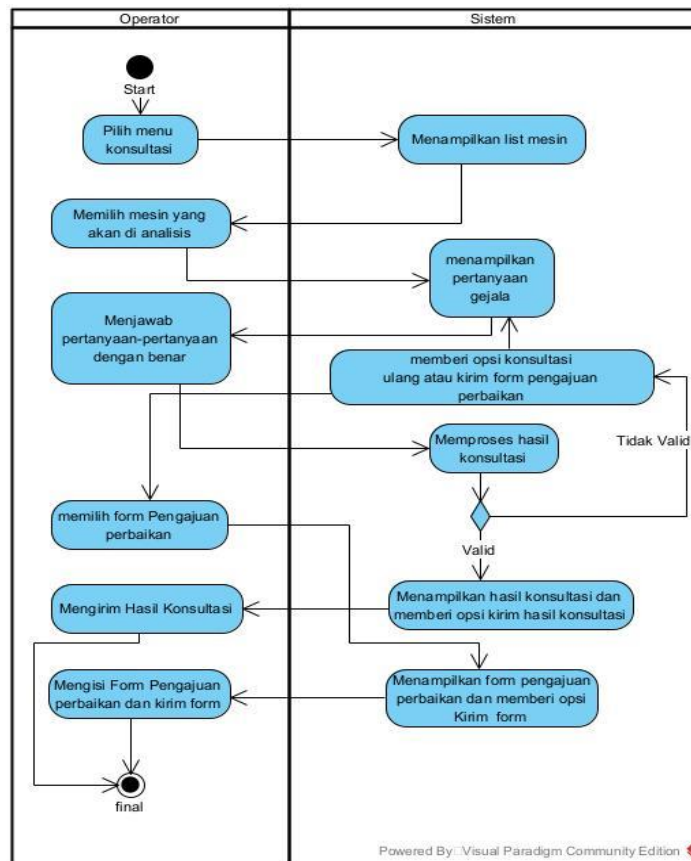 Operator
Sistem
Start
Pilih menu
konsultasi
Menampilkan list mesin
Memilih mesin yang
akan di analisis
menampilkan
pertanyaan
gejala
Menjawab
pertanyaan-pertanyaan
dengan benar
memberi opsi konsultasi
ulang atau kirim form pengajuan
perbaikan
Memproses hasil
konsultasi
Tidak Valid
memilih form Pengajuan
perbaikan
Valid
Menampilkan hasil konsultasi dan
memberi opsi kirim hasil konsultasi
Mengirim Hasil Konsultasi
Menampilkan form pengajuan
perbaikan dan memberi opsi
Kirim form
Mengisi Form Pengajuan
perbaikan dan kirim form
final
Powered By Visual Paradigm Community Edition